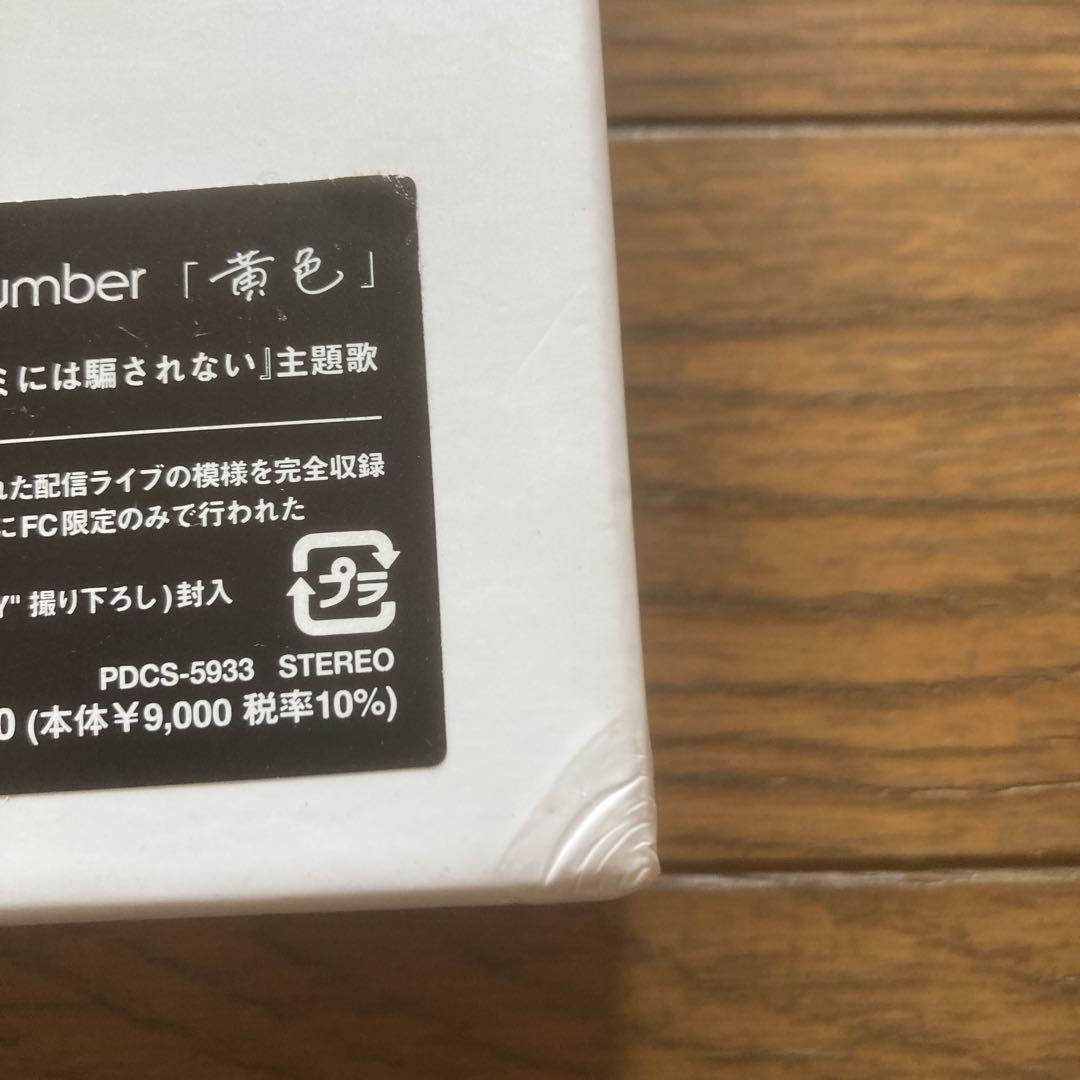 umber「黄色」
ミには騙されない』主題歌
れた配信ライブの模様を完全収録
にFC限定のみで行われた
プラ
Y" 撮り下ろし)封入
PDCS-5933 STEREO
0 (本体¥9,000 税率10%)